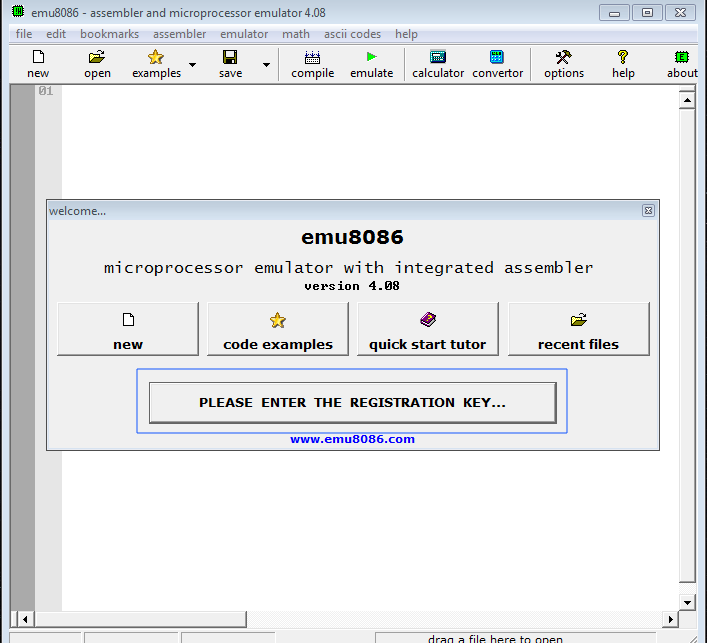 emu8086 - assembler and microprocessor emulator 4.08
file edit bookmarks assembler emulator math ascii codes help
new open examples save compile emulate calculator convertor options help about
01
welcome...
emu8086
microprocessor emulator with integrated assembler
version 4.08
new code examples quick start tutor recent files
PLEASE ENTER THE REGISTRATION KEY...
www.emu8086.com
drag a file here to open